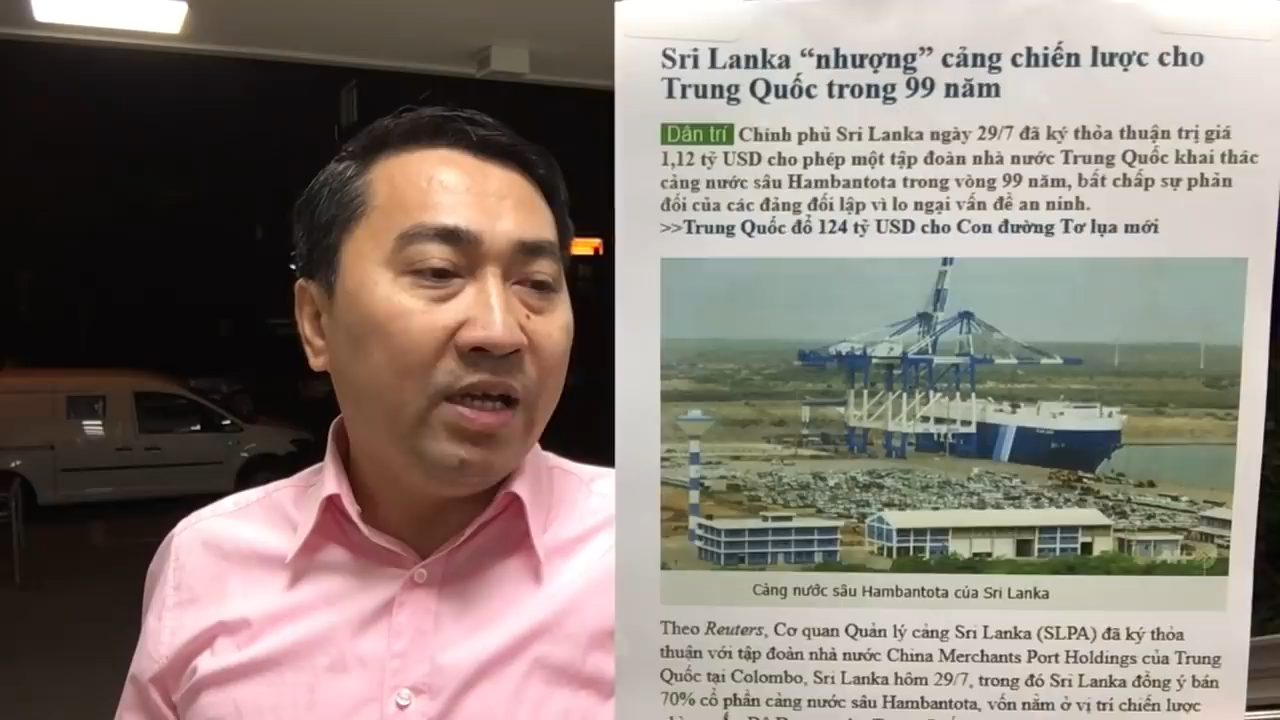 Sri Lanka “nhượng” cảng chiến lược cho
Trung Quốc trong 99 năm
Dân trí Chính phủ Sri Lanka ngày 29/7 đã ký thỏa thuận trị giá
1,12 tỷ USD cho phép một tập đoàn nhà nước Trung Quốc khai thác
cảng nước sâu Hambantota trong vòng 99 năm, bất chấp sự phản
đối của các đảng đối lập vì lo ngại vấn đề an ninh.
>>Trung Quốc đổ 124 tỷ USD cho Con đường Tơ lụa mới
Cảng nước sâu Hambantota của Sri Lanka
Theo Reuters, Cơ quan Quản lý cảng Sri Lanka (SLPA) đã ký thỏa
thuận với tập đoàn nhà nước China Merchants Port Holdings của Trung
Quốc tại Colombo, Sri Lanka hôm 29/7, trong đó Sri Lanka đồng ý bán
70% cổ phần cảng nước sâu Hambantota, vốn nằm ở vị trí chiến lược